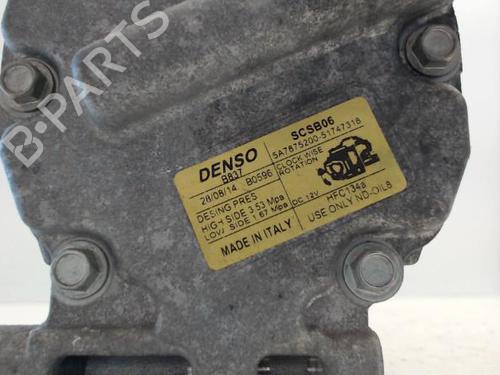 B-PARTS
DENSO
B837
28/08/14 B0596
DESING PRES
HIGH SIDE 3 53 Mpa
LOW SIDE 1 67 Mpa
MADE IN ITALY
SCSB06
5A7875200-51747318
CLOCK WISE
ROTATION
DC 12V
HFC134a
USE ONLY ND-OIL8